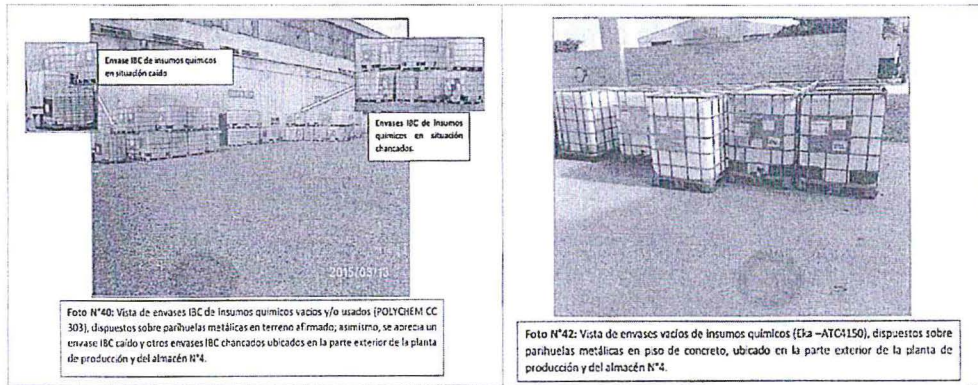 Envase IBC de insumos químicos
en situación caído
Envases IBC de Insumos
químicos en situación
chancados.
2015/03/13
Foto N°40: Vista de envases IBC de insumos químicos vacíos y/o usados (POLYCHEM CC
303), dispuestos sobre parihuelas metálicas en terreno afirmado; asimismo, se aprecia un
envase IBC caído y otros envases IBC chancados ubicados en la parte exterior de la planta
de producción y del almacén N°4.
Foto N°42: Vista de envases vacíos de insumos químicos (Eka –ATC4150), dispuestos sobre
parihuelas metálicas en piso de concreto, ubicado en la parte exterior de la planta de
producción y del almacén N°4.